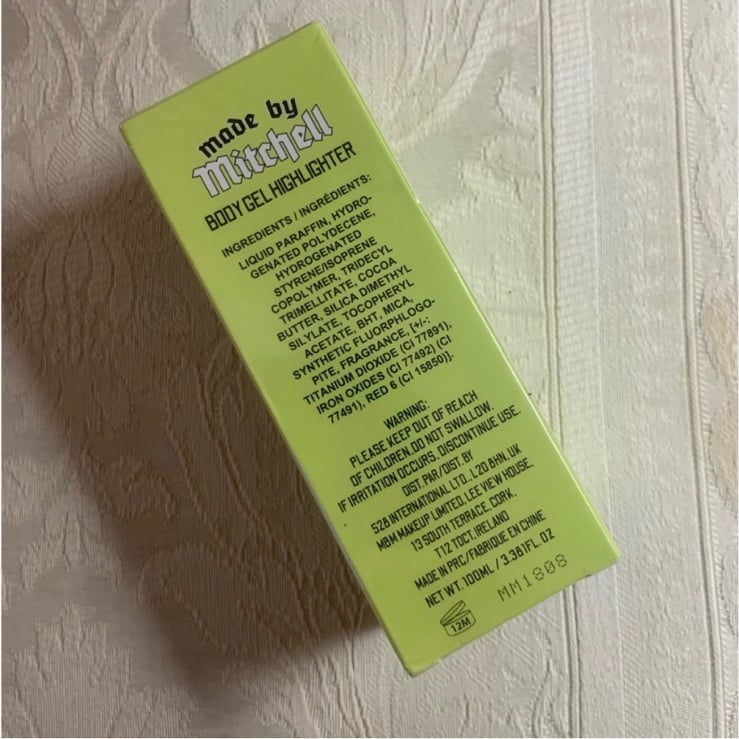 made by
Mitchell
BODY GEL HIGHLIGHTER
INGREDIENTS / INGRÉDIENTS:
LIQUID PARAFFIN, HYDRO-
GENATED POLYDECENE,
HYDROGENATED
STYRENE/ISOPRENE
COPOLYMER, TRIDECYL
TRIMELLITATE, COCOA
BUTTER, SILICA DIMETHYL
SILYLATE, TOCOPHERYL
ACETATE, BHT, MICA,
SYNTHETIC FLUORPHLOGO-
PITE, FRAGRANCE, [+/-:
TITANIUM DIOXIDE (CI 77891),
IRON OXIDES (CI 77492) (CI
77491), RED 6 (CI 15850)].
WARNING:
PLEASE KEEP OUT OF REACH
OF CHILDREN. DO NOT SWALLOW.
IF IRRITATION OCCURS, DISCONTINUE USE.
DIST. PAR/DIST. BY
528 INTERNATIONAL LTD., L20 8HN, UK
MBM MAKEUP LIMITED, LEE VIEW HOUSE,
13 SOUTH TERRACE, CORK,
T12 T0CT, IRELAND
MADE IN PRC/FABRIQUE EN CHINE
NET WT. 100ML / 3.381FL OZ
MM1808
12M